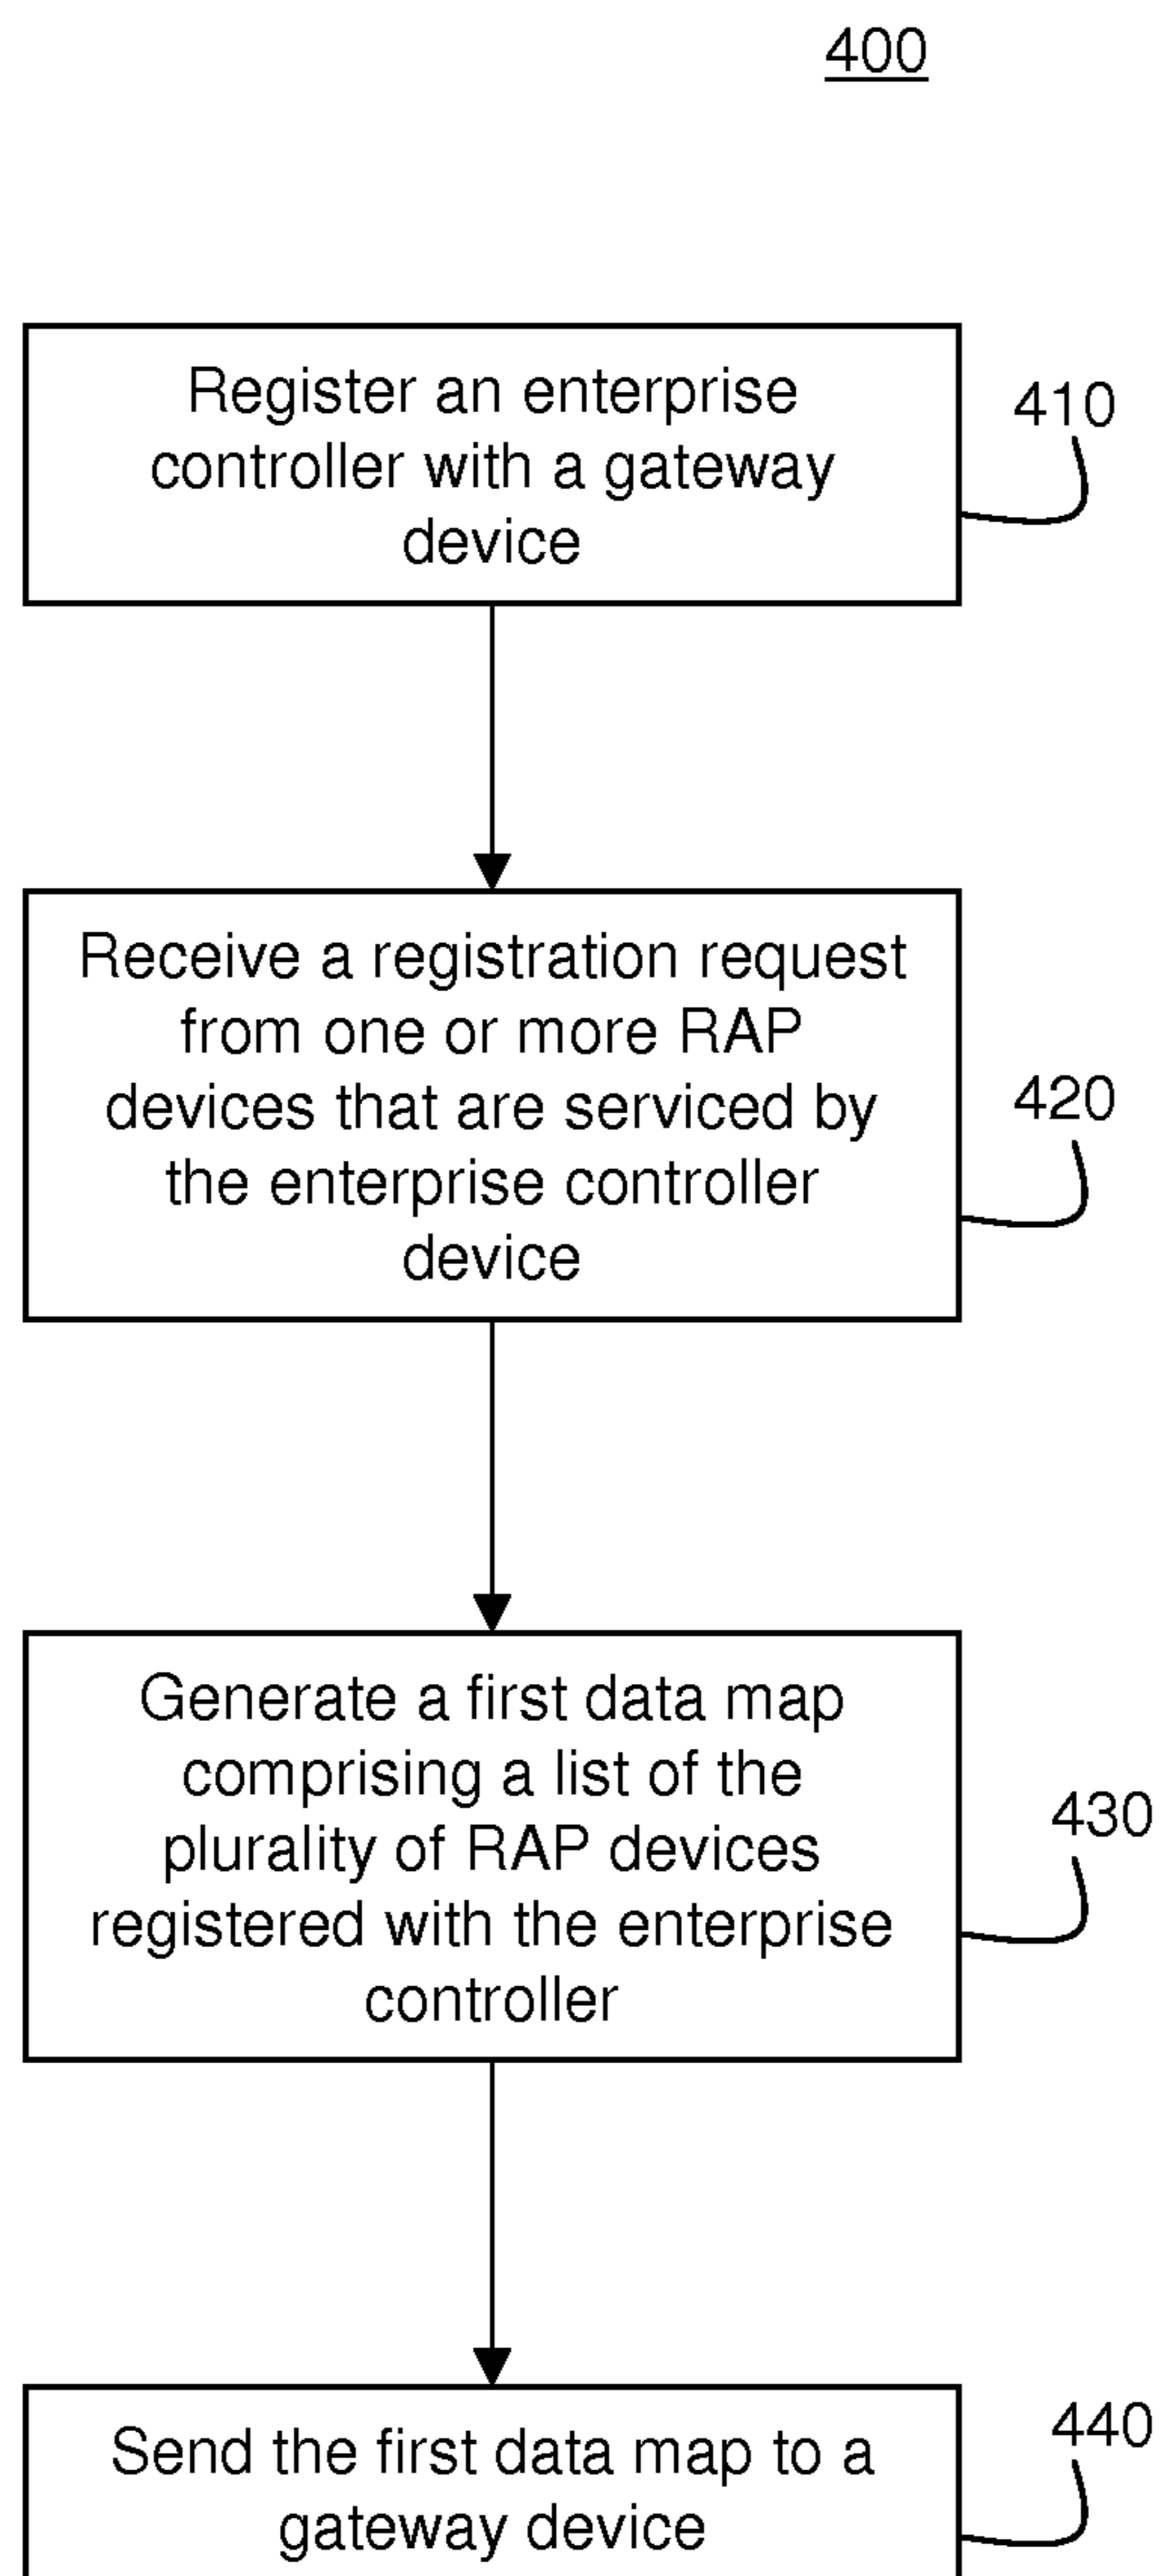 400
Register an enterprise
controller with a gateway
device
410
Receive a registration request
from one or more RAP
devices that are serviced by
the enterprise controller
device
420
Generate a first data map
comprising a list of the
plurality of RAP devices
registered with the enterprise
controller
430
Send the first data map to a
gateway device
440